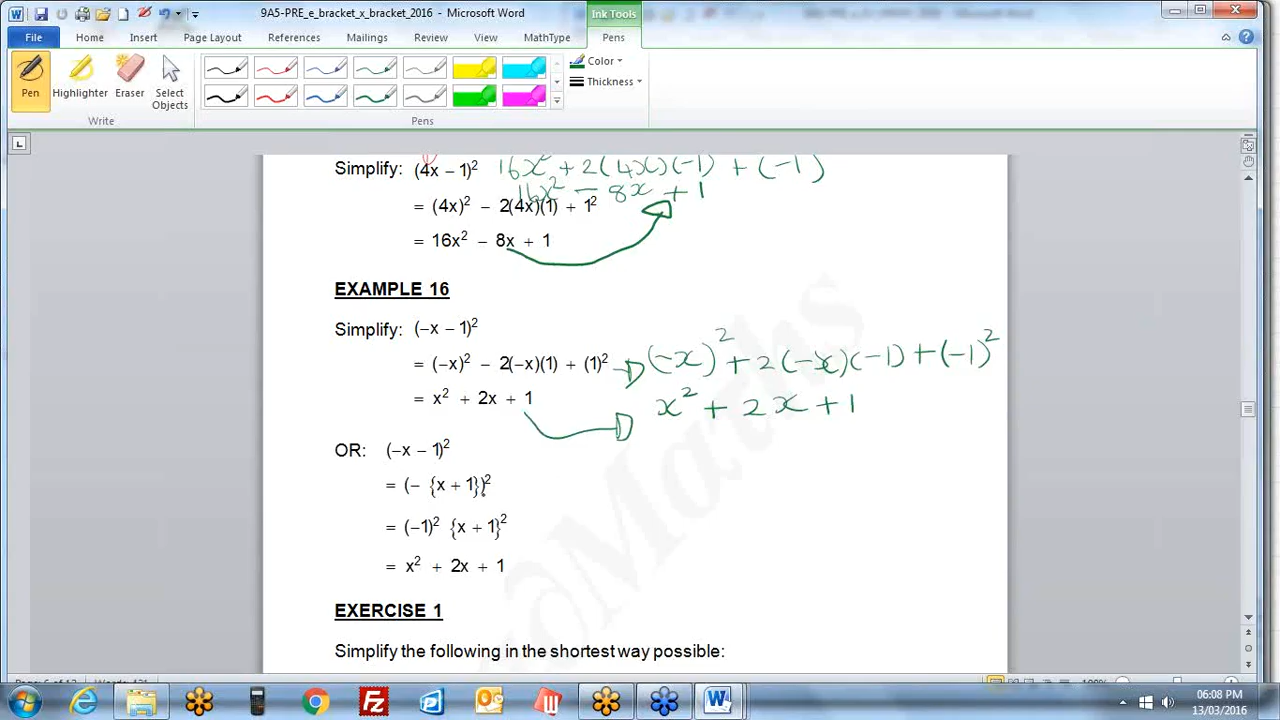 9A5-PRE_e_bracket_x_bracket_2016 - Microsoft Word
Ink Tools
File Home Insert Page Layout References Mailings Review View MathType Pens
Pen Highlighter Eraser Select Objects
Color
Thickness
Write
Pens
Simplify: (4x – 1)² 16x² + 2(4x)(-1) + (-1)
16x² - 8x + 1
= (4x)² – 2(4x)(1) + 1²
= 16x² – 8x + 1
EXAMPLE 16
Simplify: (–x – 1)²
= (–x)² – 2(–x)(1) + (1)² (-x)² + 2(-x)(-1) + (-1)²
= x² + 2x + 1 x² + 2x + 1
OR: (–x – 1)²
= (– {x + 1})²
= (–1)² {x + 1}²
= x² + 2x + 1
EXERCISE 1
Simplify the following in the shortest way possible:
100%
06:08 PM
13/03/2016